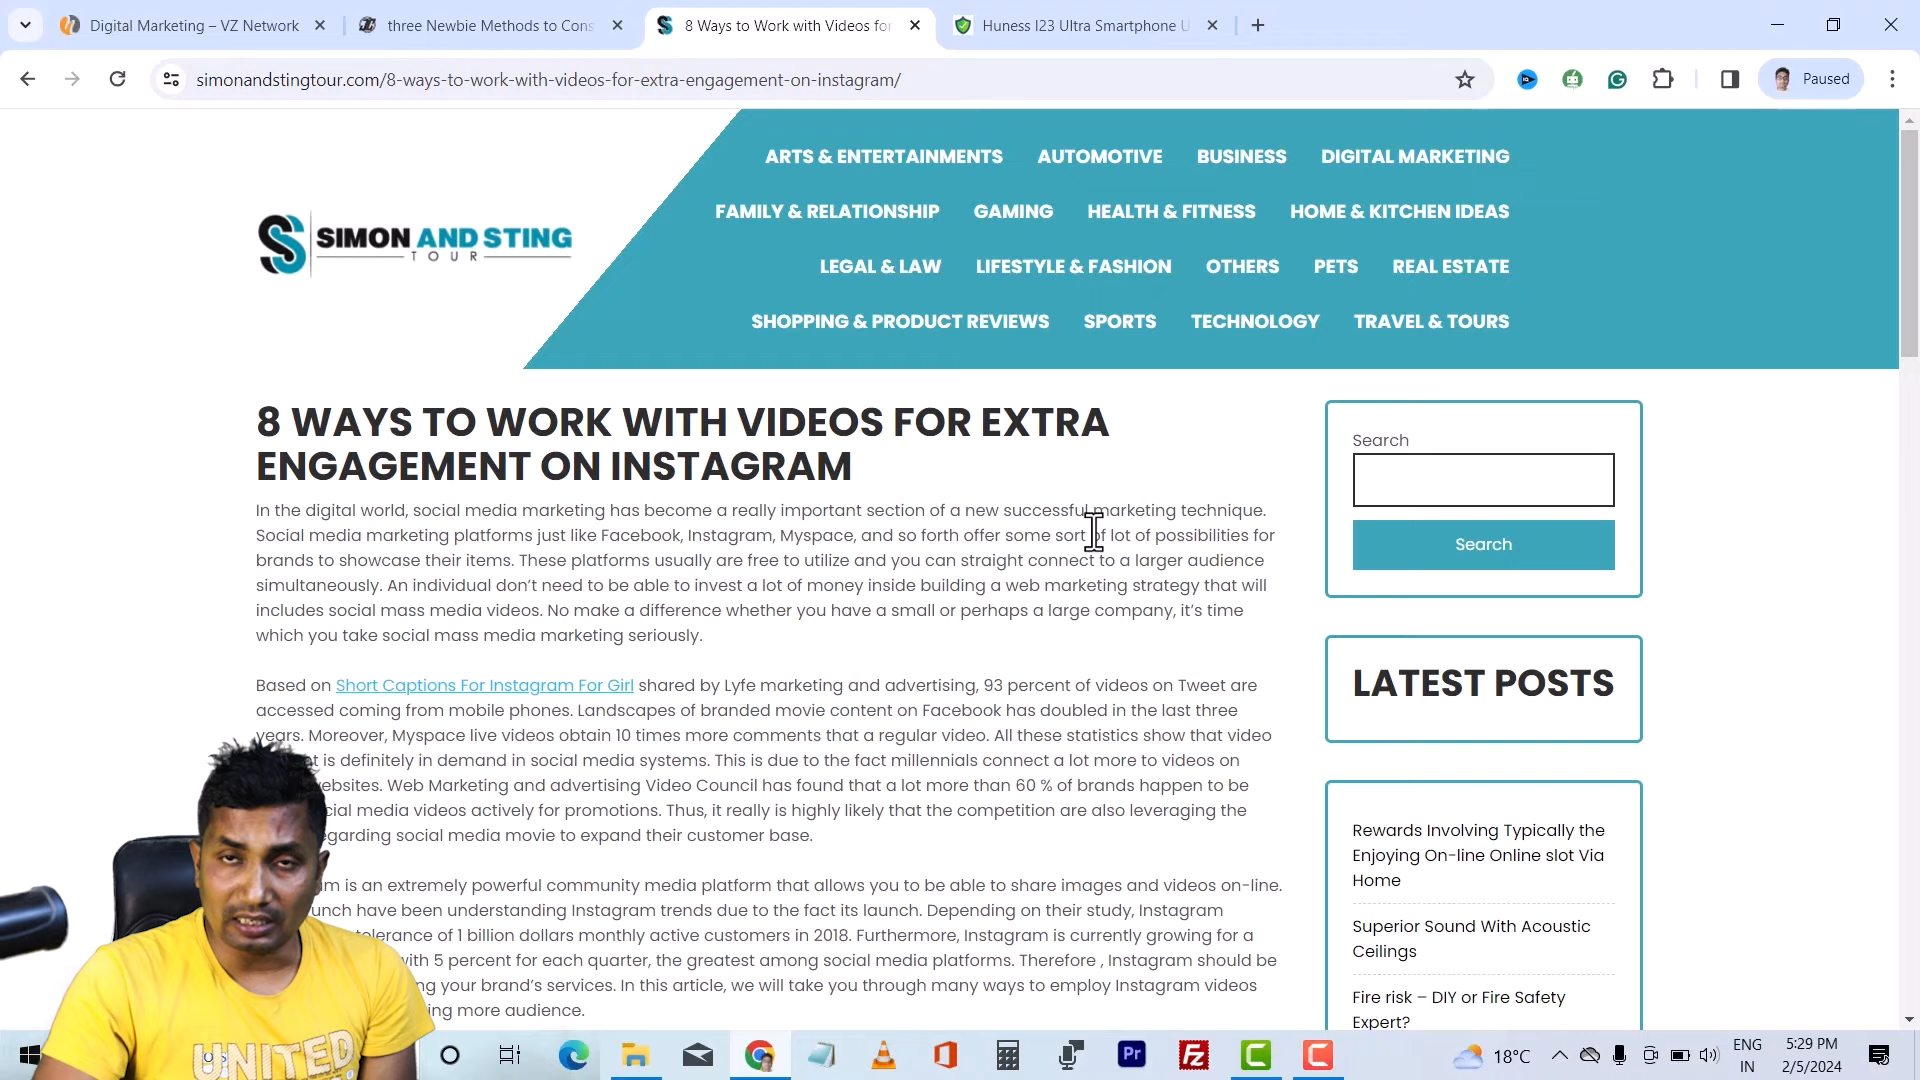 Digital Marketing – VZ Network
three Newbie Methods to Cons
8 Ways to Work with Videos for
Huness I23 Ultra Smartphone U
simonandstingtour.com/8-ways-to-work-with-videos-for-extra-engagement-on-instagram/
Paused
ARTS & ENTERTAINMENTS AUTOMOTIVE BUSINESS DIGITAL MARKETING
FAMILY & RELATIONSHIP GAMING HEALTH & FITNESS HOME & KITCHEN IDEAS
LEGAL & LAW LIFESTYLE & FASHION OTHERS PETS REAL ESTATE
SHOPPING & PRODUCT REVIEWS SPORTS TECHNOLOGY TRAVEL & TOURS
SIMON AND STING
TOUR
8 WAYS TO WORK WITH VIDEOS FOR EXTRA
ENGAGEMENT ON INSTAGRAM
In the digital world, social media marketing has become a really important section of a new successful marketing technique.
Social media marketing platforms just like Facebook, Instagram, Myspace, and so forth offer some sort of lot of possibilities for
brands to showcase their items. These platforms usually are free to utilize and you can straight connect to a larger audience
simultaneously. An individual don't need to be able to invest a lot of money inside building a web marketing strategy that will
includes social mass media videos. No make a difference whether you have a small or perhaps a large company, it's time
which you take social mass media marketing seriously.
Based on Short Captions For Instagram For Girl shared by Lyfe marketing and advertising, 93 percent of videos on Tweet are
accessed coming from mobile phones. Landscapes of branded movie content on Facebook has doubled in the last three
years. Moreover, Myspace live videos obtain 10 times more comments that a regular video. All these statistics show that video
is definitely in demand in social media systems. This is due to the fact millennials connect a lot more to videos on
Web Marketing and advertising Video Council has found that a lot more than 60 % of brands happen to be
media videos actively for promotions. Thus, it really is highly likely that the competition are also leveraging the
social media movie to expand their customer base.
is an extremely powerful community media platform that allows you to be able to share images and videos on-line.
have been understanding Instagram trends due to the fact its launch. Depending on their study, Instagram
of 1 billion dollars monthly active customers in 2018. Furthermore, Instagram is currently growing for a
with 5 percent for each quarter, the greatest among social media platforms. Therefore , Instagram should be
your brand's services. In this article, we will take you through many ways to employ Instagram videos
more audience.
Search
Search
LATEST POSTS
Rewards Involving Typically the
Enjoying On-line Online slot Via
Home
Superior Sound With Acoustic
Ceilings
Fire risk – DIY or Fire Safety
Expert?
UNITED
Pr
18°C
ENG
IN
5:29 PM
2/5/2024